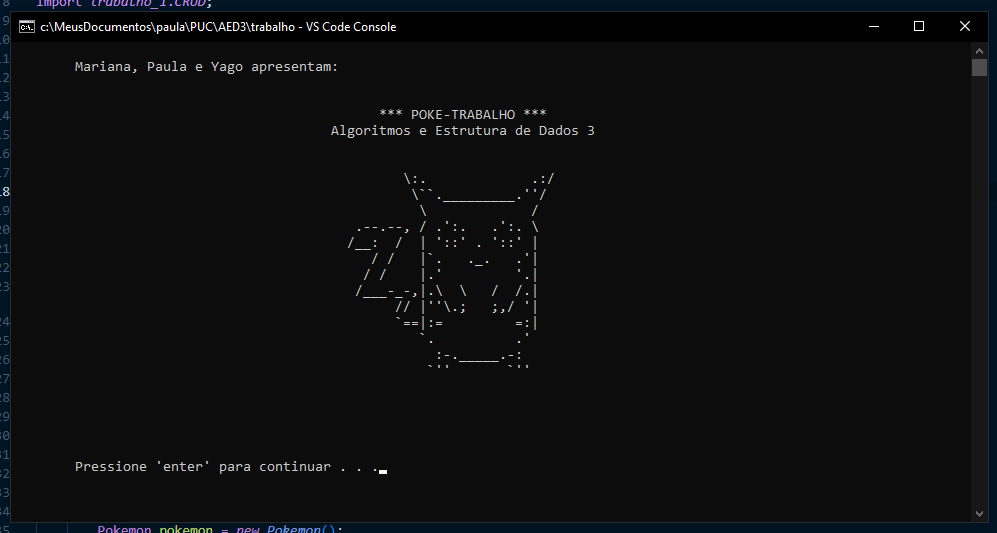 8 import trabalho_1.CRUD;
c:\MeusDocumentos\paula\PUC\AED3\trabalho - VS Code Console
Mariana, Paula e Yago apresentam:
*** POKE-TRABALHO ***
Algoritmos e Estrutura de Dados 3
Pressione 'enter' para continuar . . .
Pokemon pokemon = new Pokemon();